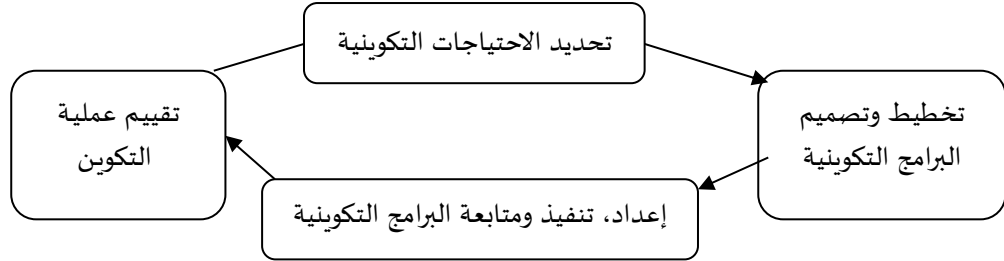 تحديد الاحتياجات التكوينية
تخطيط وتصميم
البرامج التكوينية
إعداد، تنفيذ ومتابعة البرامج التكوينية
تقييم عملية
التكوين